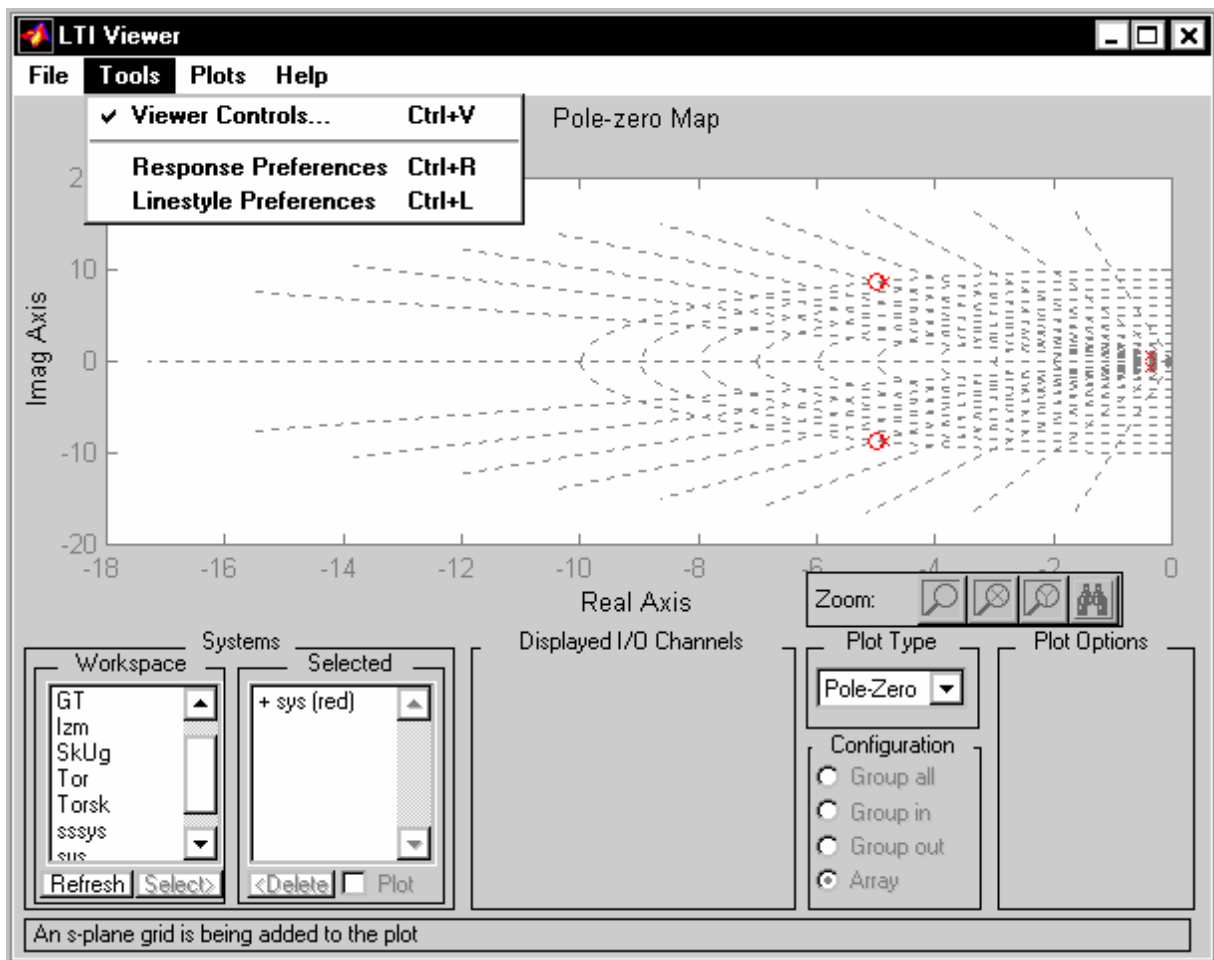 LTI Viewer
File Tools Plots Help
Viewer Controls... Ctrl+V
Response Preferences Ctrl+R
Linestyle Preferences Ctrl+L
Pole-zero Map
Imag Axis
10
0
-10
-20
-18 -16 -14 -12 -10 -8 -6 -4 -2 0
Real Axis
Zoom:
Systems
Workspace
GT
Izm
SkUg
Tor
Torsk
sssys
sys
Refresh Select>
Selected
+ sys (red)
<Delete Plot
Displayed I/O Channels
Plot Type
Pole-Zero
Configuration
Group all
Group in
Group out
Array
Plot Options
An s-plane grid is being added to the plot